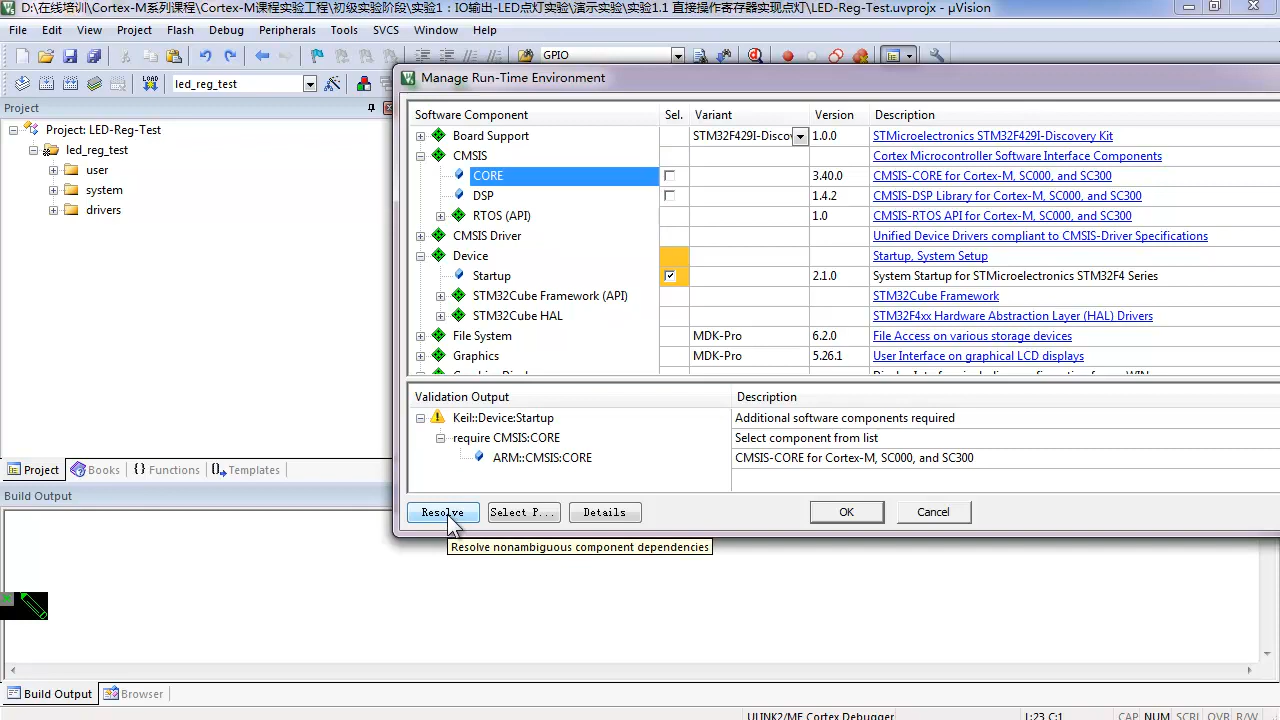 D:\在线培训\Cortex-M系列课程\Cortex-M课程实验工程\初级实验阶段\实验1：IO输出-LED点灯实验\演示实验\实验1.1 直接操作寄存器实现点灯\LED-Reg-Test.uvprojx - µVision
File Edit View Project Flash Debug Peripherals Tools SVCS Window Help
GPIO
LOAD led_reg_test
Project
Project: LED-Reg-Test
led_reg_test
user
system
drivers
Project Books {} Functions Templates
Manage Run-Time Environment
Software Component Sel. Variant Version Description
Board Support STM32F429I-Discov 1.0.0 STMicroelectronics STM32F429I-Discovery Kit
CMSIS Cortex Microcontroller Software Interface Components
CORE 3.40.0 CMSIS-CORE for Cortex-M, SC000, and SC300
DSP 1.4.2 CMSIS-DSP Library for Cortex-M, SC000, and SC300
RTOS (API) 1.0 CMSIS-RTOS API for Cortex-M, SC000, and SC300
CMSIS Driver Unified Device Drivers compliant to CMSIS-Driver Specifications
Device Startup, System Setup
Startup 2.1.0 System Startup for STMicroelectronics STM32F4 Series
STM32Cube Framework (API) STM32Cube Framework
STM32Cube HAL STM32F4xx Hardware Abstraction Layer (HAL) Drivers
File System MDK-Pro 6.2.0 File Access on various storage devices
Graphics MDK-Pro 5.26.1 User Interface on graphical LCD displays
Validation Output Description
Keil::Device:Startup Additional software components required
require CMSIS:CORE Select component from list
ARM::CMSIS:CORE CMSIS-CORE for Cortex-M, SC000, and SC300
Resolve Select P... Details OK Cancel
Resolve nonambiguous component dependencies
Build Output
Build Output Browser
ULINK2/ME Cortex Debugger L:23 C:1 CAP NUM SCRL OVR R/W